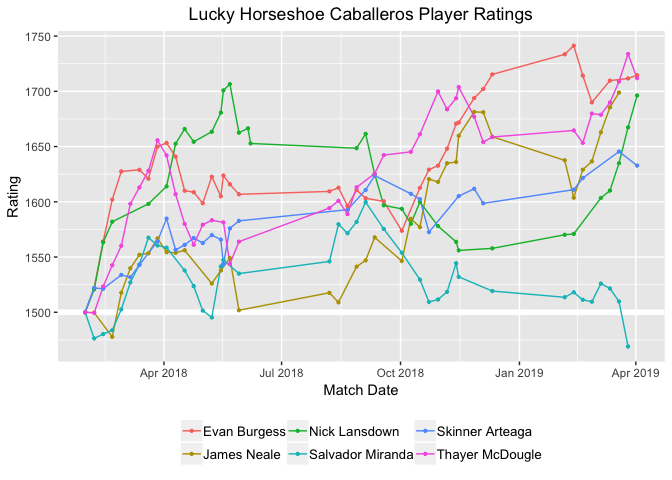 Lucky Horseshoe Caballeros Player Ratings
1750
1700
1650
1600
1550
1500
Rating
Apr 2018 Jul 2018 Oct 2018 Jan 2019 Apr 2019
Match Date
Evan Burgess Nick Lansdown Skinner Arteaga
James Neale Salvador Miranda Thayer McDougle